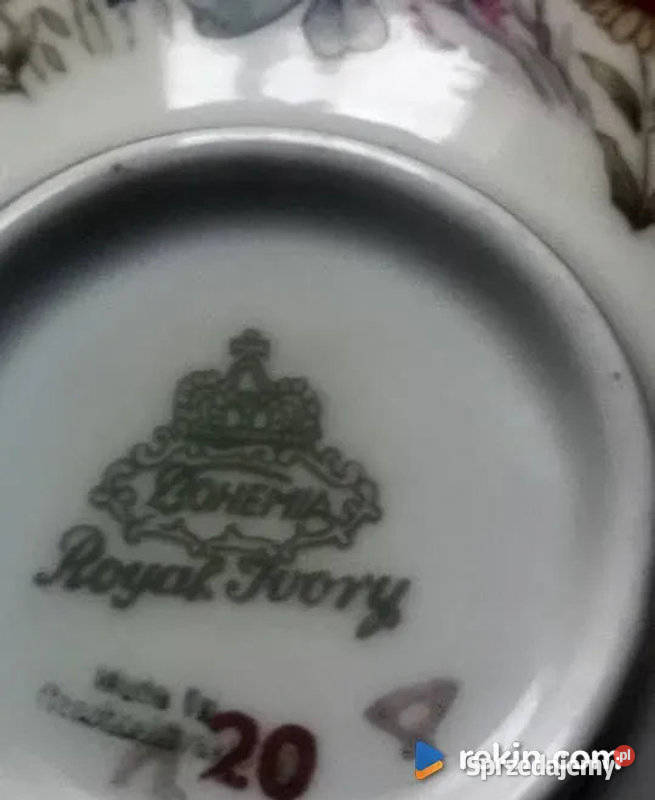 BOHEMIA
Royal Ivory
Made in
20
rekin.com.pl
Sprzedajemy